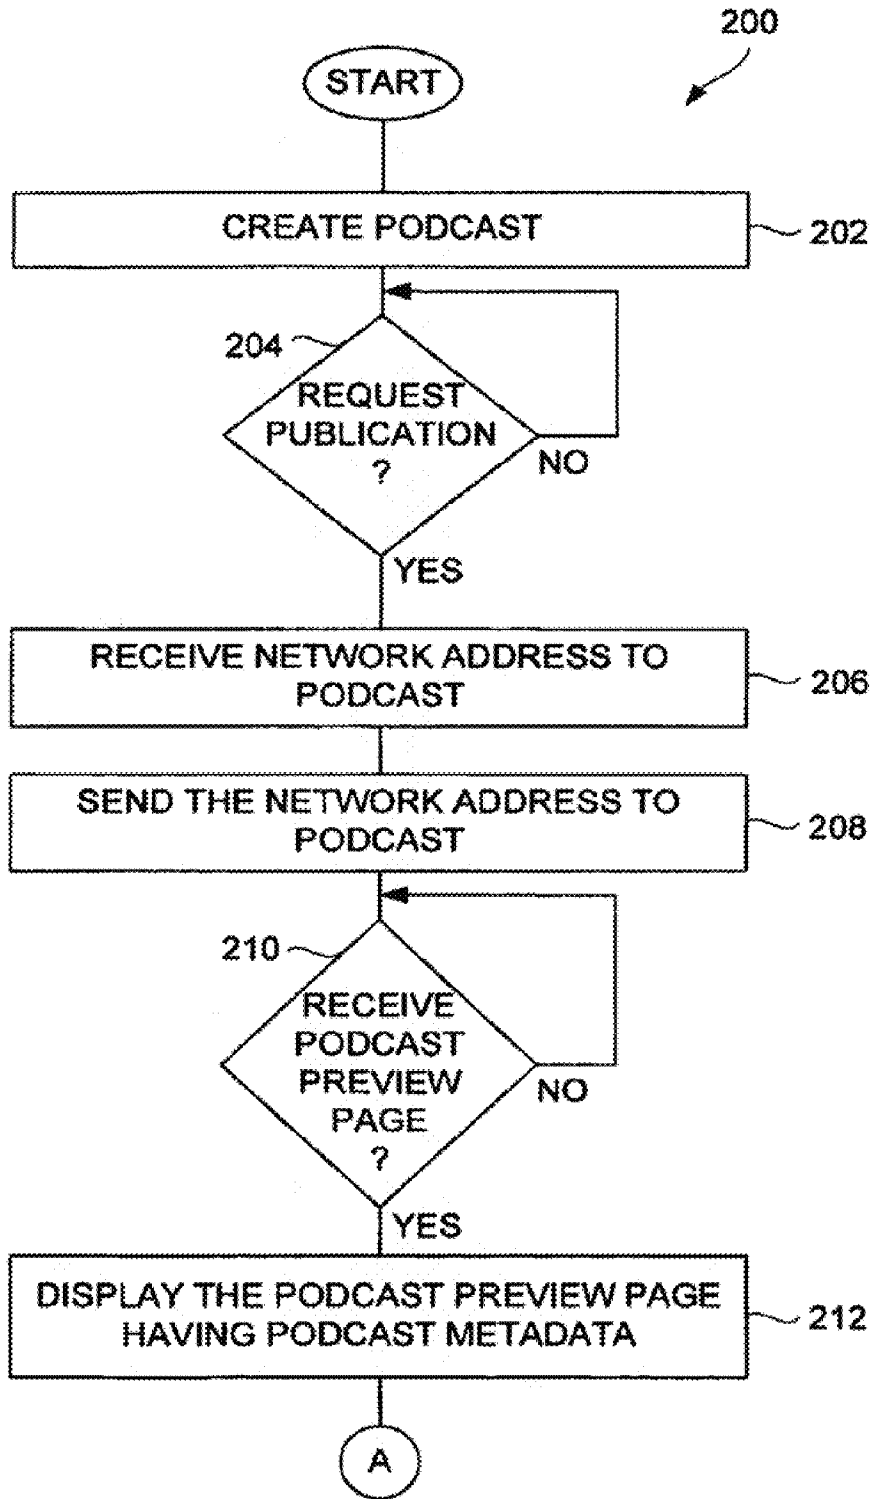 200
START
CREATE PODCAST
202
204
REQUEST
PUBLICATION
?
NO
YES
RECEIVE NETWORK ADDRESS TO
PODCAST
206
SEND THE NETWORK ADDRESS TO
PODCAST
208
210
RECEIVE
PODCAST
PREVIEW
PAGE
?
NO
YES
DISPLAY THE PODCAST PREVIEW PAGE
HAVING PODCAST METADATA
212
A